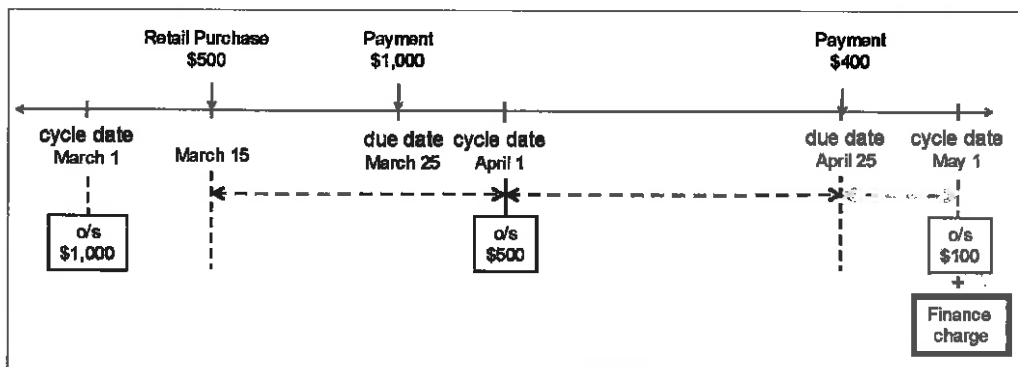 Retail Purchase
$500
Payment
$1,000
Payment
$400
cycle date
March 1
March 15
due date
March 25
cycle date
April 1
due date
April 25
cycle date
May 1
o/s
$1,000
o/s
$500
o/s
$100
+
Finance
charge